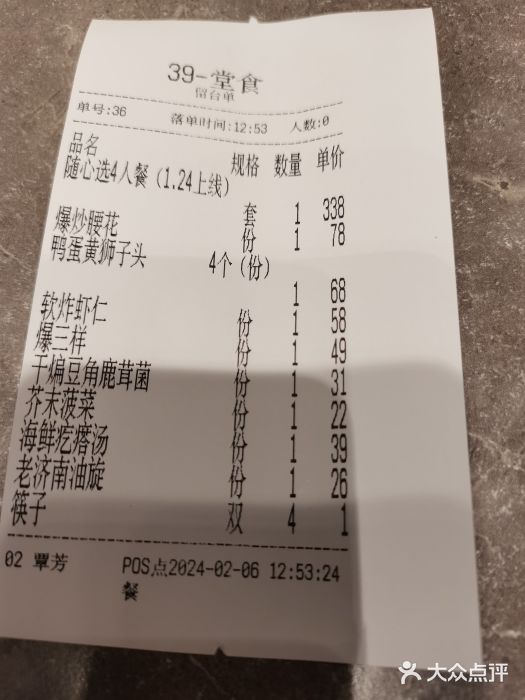 39-堂食
留台单
单号:36 落单时间:12:53 人数:0
品名 规格 数量 单价
随心选4人餐(1.24上线)
套 1 338
爆炒腰花 份 1 78
鸭蛋黄狮子头 4个(份)
1 68
软炸虾仁 份 1 58
爆三样 份 1 49
干煸豆角鹿茸菌 份 1 31
芥末菠菜 份 1 22
海鲜疙瘩汤 份 1 39
老济南油旋 份 1 26
筷子 双 4 1
02 覃芳 POS点2024-02-06 12:53:24
餐
大众点评